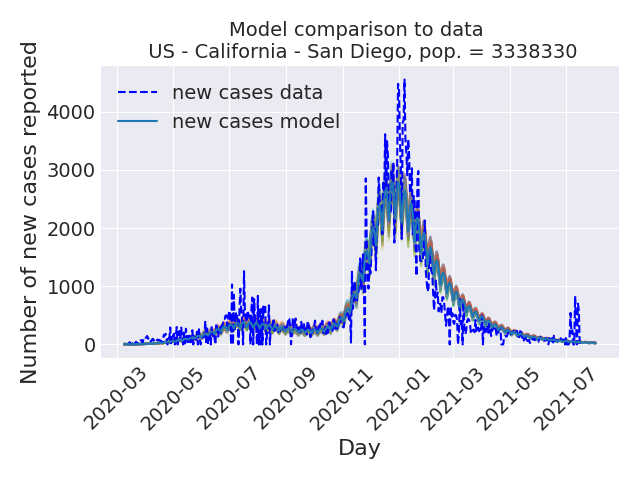 Model comparison to data
US - California - San Diego, pop. = 3338330
Number of new cases reported
4000
3000
2000
1000
0
new cases data
new cases model
2020-03
2020-05
2020-07
2020-09
2020-11
2021-01
2021-03
2021-05
2021-07
Day